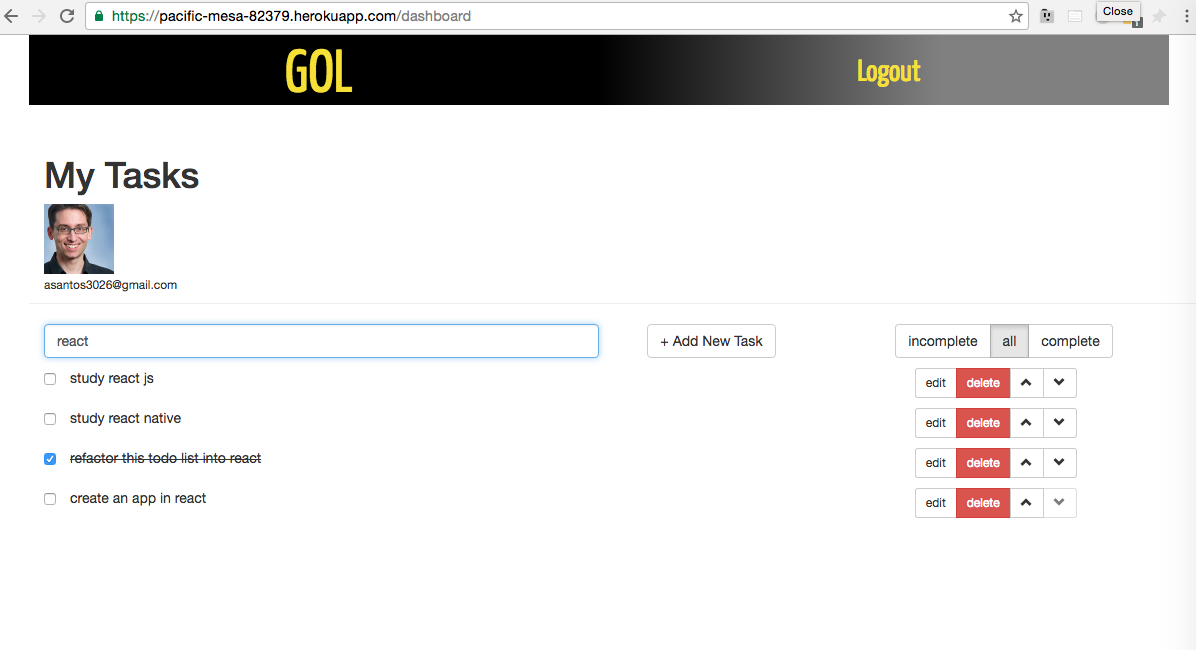 https://pacific-mesa-82379.herokuapp.com/dashboard
Close
GOL Logout
My Tasks
asantos3026@gmail.com
react + Add New Task incomplete all complete
study react js edit delete
study react native edit delete
refactor this todo list into react edit delete
create an app in react edit delete